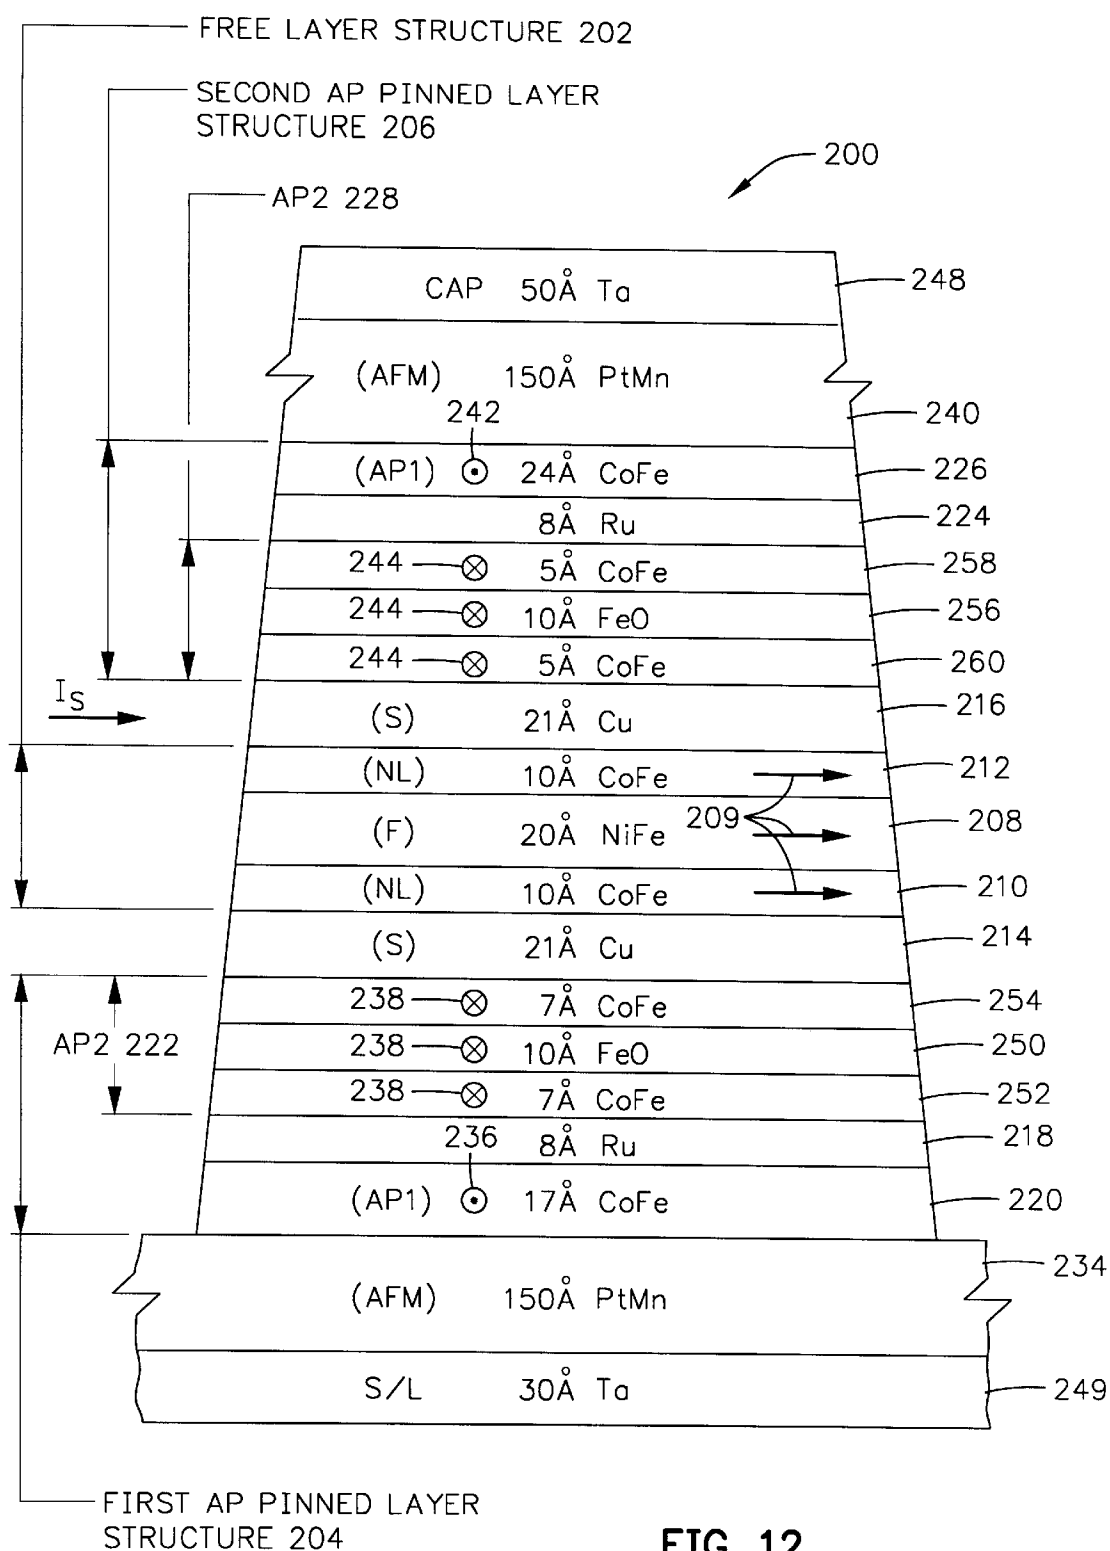 FREE LAYER STRUCTURE 202
SECOND AP PINNED LAYER
STRUCTURE 206
200
AP2 228
CAP 50Å Ta
248
(AFM) 150Å PtMn
240
242
(AP1) 24Å CoFe
226
8Å Ru
224
244 5Å CoFe
258
244 10Å FeO
256
244 5Å CoFe
260
IS
(S) 21Å Cu
216
(NL) 10Å CoFe
212
(F) 20Å NiFe
209
208
(NL) 10Å CoFe
210
(S) 21Å Cu
214
238 7Å CoFe
254
AP2 222
238 10Å FeO
250
238 7Å CoFe
252
236
8Å Ru
218
(AP1) 17Å CoFe
220
234
(AFM) 150Å PtMn
S/L 30Å Ta
249
FIRST AP PINNED LAYER
STRUCTURE 204
FIG. 12